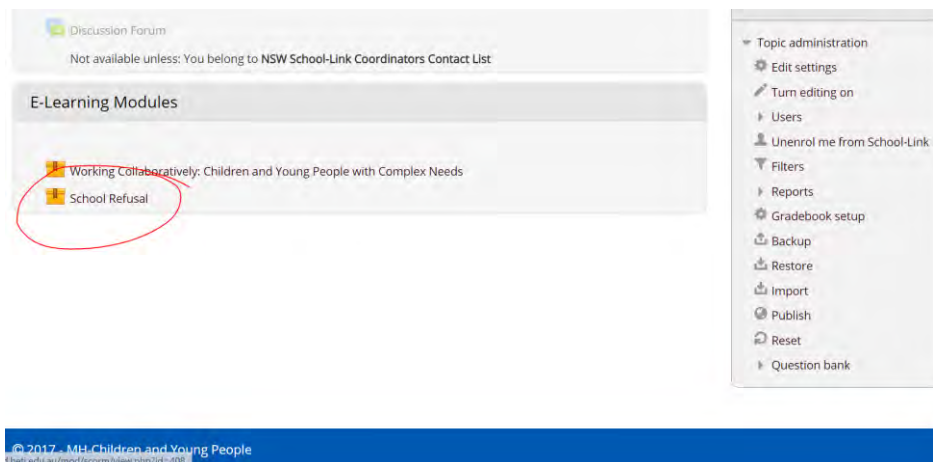 Discussion Forum
Not available unless: You belong to NSW School-Link Coordinators Contact List
E-Learning Modules
Working Collaboratively: Children and Young People with Complex Needs
School Refusal
Topic administration
Edit settings
Turn editing on
Users
Unenrol me from School-Link
Filters
Reports
Gradebook setup
Backup
Restore
Import
Publish
Reset
Question bank
© 2017 - MH-Children and Young People